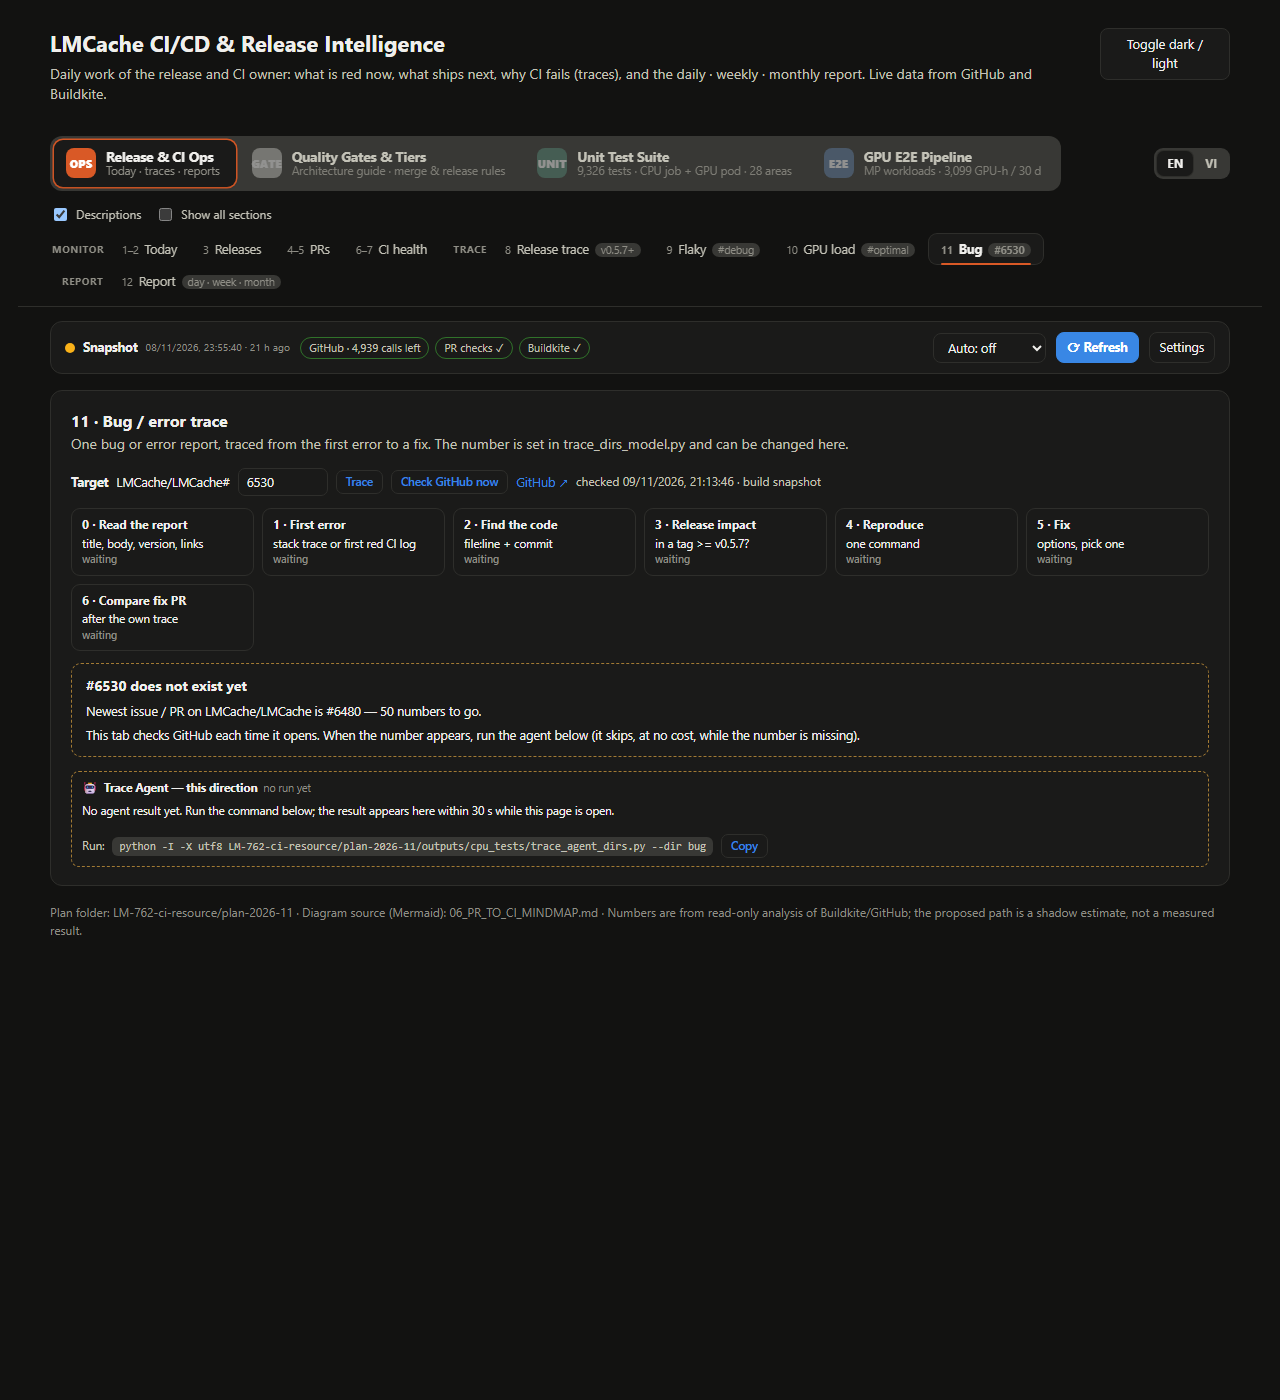 LMCache CI/CD & Release Intelligence
Daily work of the release and CI owner: what is red now, what ships next, why CI fails (traces), and the daily · weekly · monthly report. Live data from GitHub and
Buildkite.
Toggle dark /
light
OPS
Release & CI Ops
Today · traces · reports
GATE
Quality Gates & Tiers
Architecture guide · merge & release rules
UNIT
Unit Test Suite
9,326 tests · CPU job + GPU pod · 28 areas
E2E
GPU E2E Pipeline
MP workloads · 3,099 GPU-h / 30 d
EN VI
Descriptions Show all sections
MONITOR 1–2 Today 3 Releases 4–5 PRs 6–7 CI health TRACE 8 Release trace v0.5.7+ 9 Flaky #debug 10 GPU load #optimal 11 Bug #6530
REPORT 12 Report day · week · month
Snapshot 08/11/2026, 23:55:40 · 21 h ago GitHub · 4,939 calls left PR checks ✓ Buildkite ✓ Auto: off ⟳ Refresh Settings
11 · Bug / error trace
One bug or error report, traced from the first error to a fix. The number is set in trace_dirs_model.py and can be changed here.
Target LMCache/LMCache# 6530 Trace Check GitHub now GitHub ↗ checked 09/11/2026, 21:13:46 · build snapshot
0 · Read the report
title, body, version, links
waiting
1 · First error
stack trace or first red CI log
waiting
2 · Find the code
file:line + commit
waiting
3 · Release impact
in a tag >= v0.5.7?
waiting
4 · Reproduce
one command
waiting
5 · Fix
options, pick one
waiting
6 · Compare fix PR
after the own trace
waiting
#6530 does not exist yet
Newest issue / PR on LMCache/LMCache is #6480 — 50 numbers to go.
This tab checks GitHub each time it opens. When the number appears, run the agent below (it skips, at no cost, while the number is missing).
Trace Agent — this direction no run yet
No agent result yet. Run the command below; the result appears here within 30 s while this page is open.
Run: python -I -X utf8 LM-762-ci-resource/plan-2026-11/outputs/cpu_tests/trace_agent_dirs.py --dir bug Copy
Plan folder: LM-762-ci-resource/plan-2026-11 · Diagram source (Mermaid): 06_PR_TO_CI_MINDMAP.md · Numbers are from read-only analysis of Buildkite/GitHub; the proposed path is a shadow estimate, not a measured
result.